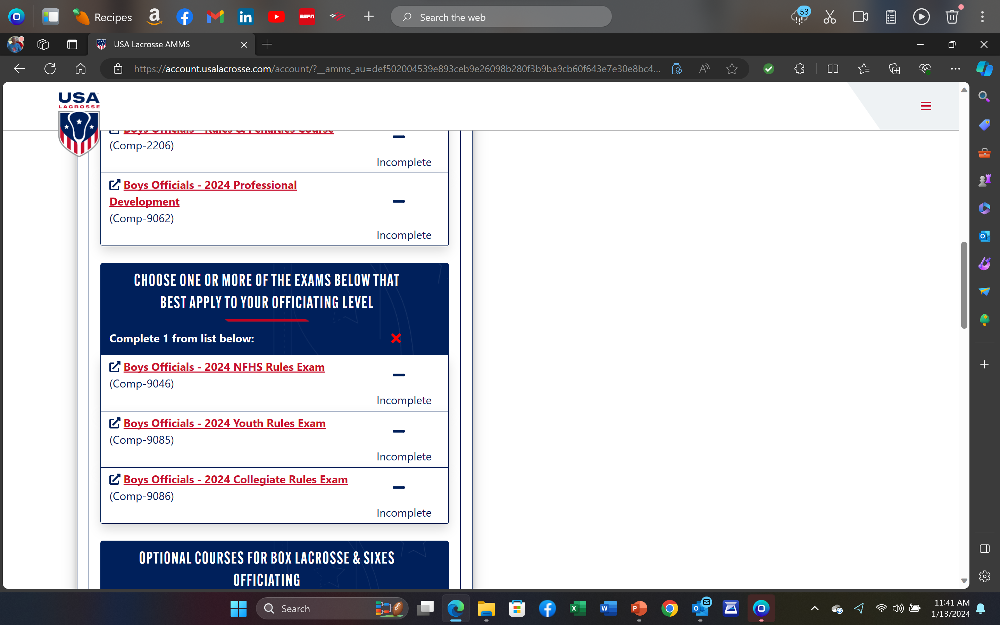 Recipes
ESPN
Search the web
53
USA Lacrosse AMMS
https://account.usalacrosse.com/account/?__amms_au=def502004539e893ceb9e26098b280f3b9ba9cb60f643e7e30e8bc4...
USA
LACROSSE
Boys Officials - Rules & Penalties Course
(Comp-2206)
Incomplete
Boys Officials - 2024 Professional
Development
(Comp-9062)
Incomplete
CHOOSE ONE OR MORE OF THE EXAMS BELOW THAT
BEST APPLY TO YOUR OFFICIATING LEVEL
Complete 1 from list below:
Boys Officials - 2024 NFHS Rules Exam
(Comp-9046)
Incomplete
Boys Officials - 2024 Youth Rules Exam
(Comp-9085)
Incomplete
Boys Officials - 2024 Collegiate Rules Exam
(Comp-9086)
Incomplete
OPTIONAL COURSES FOR BOX LACROSSE & SIXES
OFFICIATING
Search
11:41 AM
1/13/2024